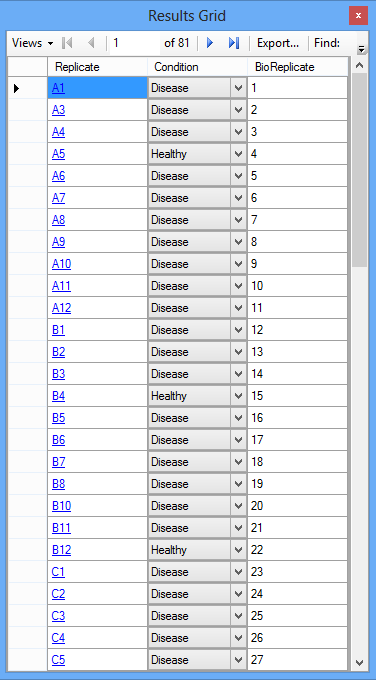 Results Grid
x
Views 1 of 81 Export... Find:
Replicate Condition BioReplicate
A1 Disease 1
A3 Disease 2
A4 Disease 3
A5 Healthy 4
A6 Disease 5
A7 Disease 6
A8 Disease 7
A9 Disease 8
A10 Disease 9
A11 Disease 10
A12 Disease 11
B1 Disease 12
B2 Disease 13
B3 Disease 14
B4 Healthy 15
B5 Disease 16
B6 Disease 17
B7 Disease 18
B8 Disease 19
B10 Disease 20
B11 Disease 21
B12 Healthy 22
C1 Disease 23
C2 Disease 24
C3 Disease 25
C4 Disease 26
C5 Disease 27